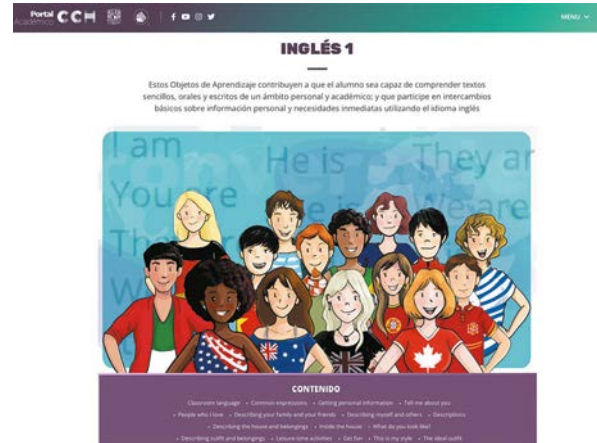 Portal
Académico CCH
MENU
INGLÉS 1
Estos Objetos de Aprendizaje contribuyen a que el alumno sea capaz de comprender textos
sencillos, orales y escritos de un ámbito personal y académico; y que participe en intercambios
básicos sobre información personal y necesidades inmediatas utilizando el idioma inglés
I am
He is
They ar
You are
We are
CONTENIDO
Classroom language • Common expressions • Getting personal information • Tell me about you
• People who I love • Describing your family and your friends • Describing myself and others • Descriptions
• Describing the house and belongings • Inside the house • What do you look like?
• Describing outfit and belongings • Leisure time activities • Get fier • This is my style • The ideal outfit